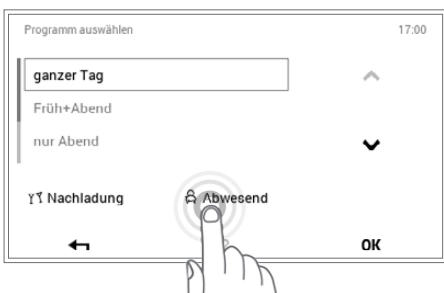 Programm auswählen 17:00
ganzer Tag
Früh+Abend
nur Abend
Nachladung Abwesend
OK